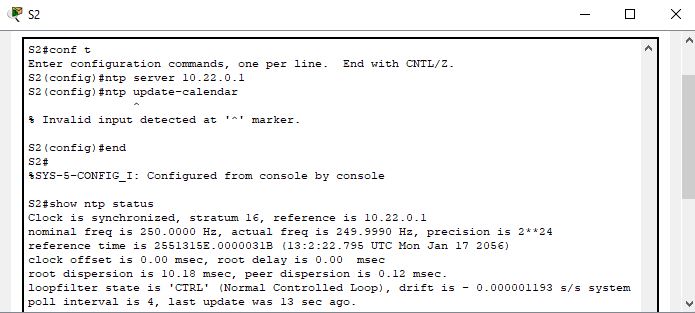 S2
S2#conf t
Enter configuration commands, one per line.  End with CNTL/Z.
S2(config)#ntp server 10.22.0.1
S2(config)#ntp update-calendar
^
% Invalid input detected at '^' marker.
S2(config)#end
S2#
%SYS-5-CONFIG_I: Configured from console by console
S2#show ntp status
Clock is synchronized, stratum 16, reference is 10.22.0.1
nominal freq is 250.0000 Hz, actual freq is 249.9990 Hz, precision is 2**24
reference time is 2551315E.0000031B (13:2:22.795 UTC Mon Jan 17 2056)
clock offset is 0.00 msec, root delay is 0.00  msec
root dispersion is 10.18 msec, peer dispersion is 0.12 msec.
loopfilter state is 'CTRL' (Normal Controlled Loop), drift is - 0.000001193 s/s system
poll interval is 4, last update was 13 sec ago.